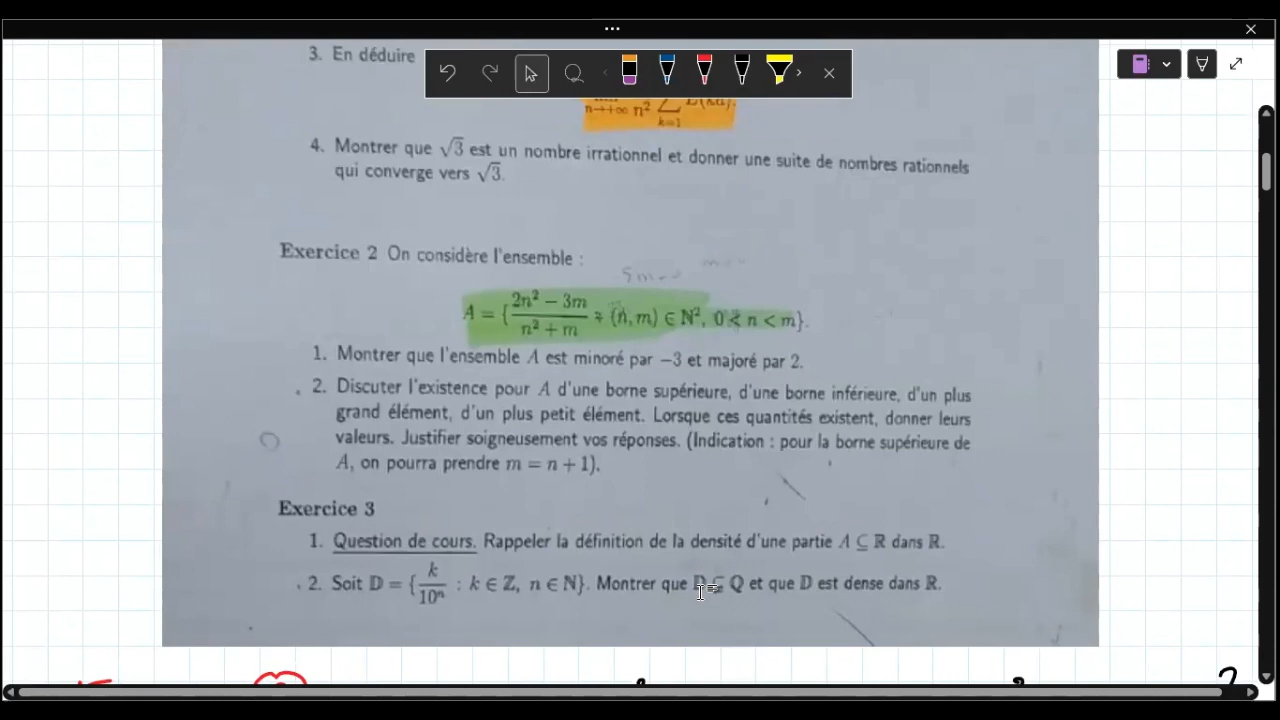 3. En déduire
n→+∞ n² ∑ E(ka).
k=1
4. Montrer que √3 est un nombre irrationnel et donner une suite de nombres rationnels
qui converge vers √3.
Exercice 2 On considère l'ensemble :
A = { (2n² − 3m)/(n² + m) ; (n, m) ∈ ℕ², 0 < n < m}.
1. Montrer que l'ensemble A est minoré par −3 et majoré par 2.
2. Discuter l'existence pour A d'une borne supérieure, d'une borne inférieure, d'un plus
grand élément, d'un plus petit élément. Lorsque ces quantités existent, donner leurs
valeurs. Justifier soigneusement vos réponses. (Indication : pour la borne supérieure de
A, on pourra prendre m = n + 1).
Exercice 3
1. Question de cours. Rappeler la définition de la densité d'une partie A ⊆ ℝ dans ℝ.
2. Soit 𝔻 = { k/10ⁿ : k ∈ ℤ, n ∈ ℕ}. Montrer que 𝔻 ⊊ ℚ et que 𝔻 est dense dans ℝ.